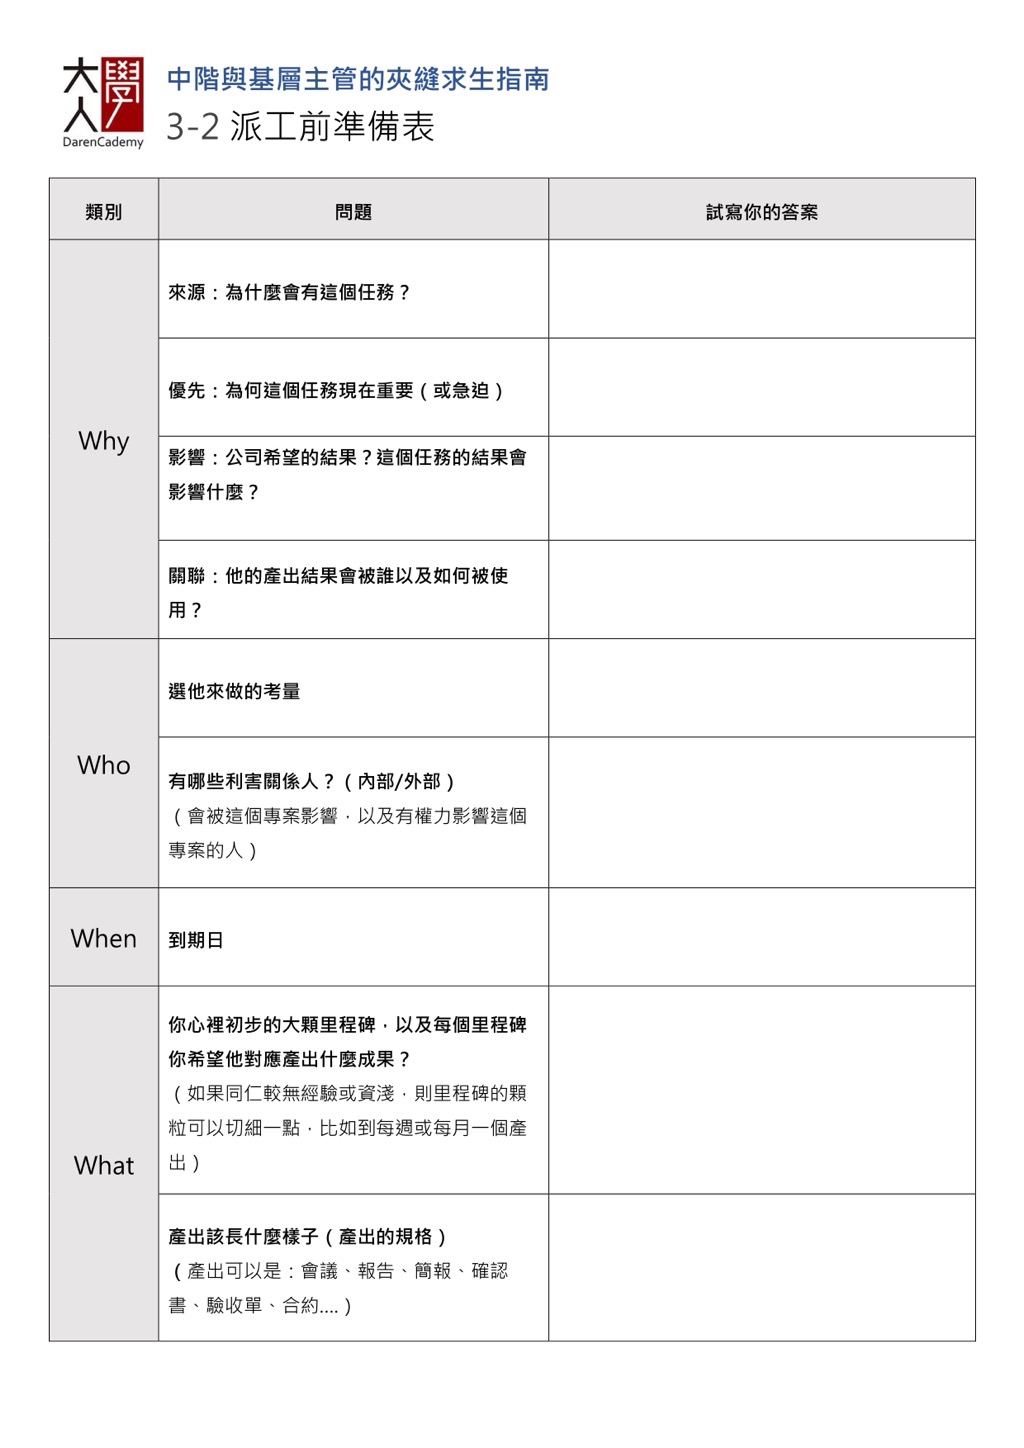 大學
人
DarenCademy
中階與基層主管的夾縫求生指南
3-2 派工前準備表
類別
問題
試寫你的答案
Why
來源：為什麼會有這個任務？
優先：為何這個任務現在重要（或急迫）
影響：公司希望的結果？這個任務的結果會
影響什麼？
關聯：他的產出結果會被誰以及如何被使
用？
Who
選他來做的考量
有哪些利害關係人？（內部/外部）
（會被這個專案影響，以及有權力影響這個
專案的人）
When
到期日
What
你心裡初步的大顆里程碑，以及每個里程碑
你希望他對應產出什麼成果？
（如果同仁較無經驗或資淺，則里程碑的顆
粒可以切細一點，比如到每週或每月一個產
出）
產出該長什麼樣子（產出的規格）
（產出可以是：會議、報告、簡報、確認
書、驗收單、合約....）